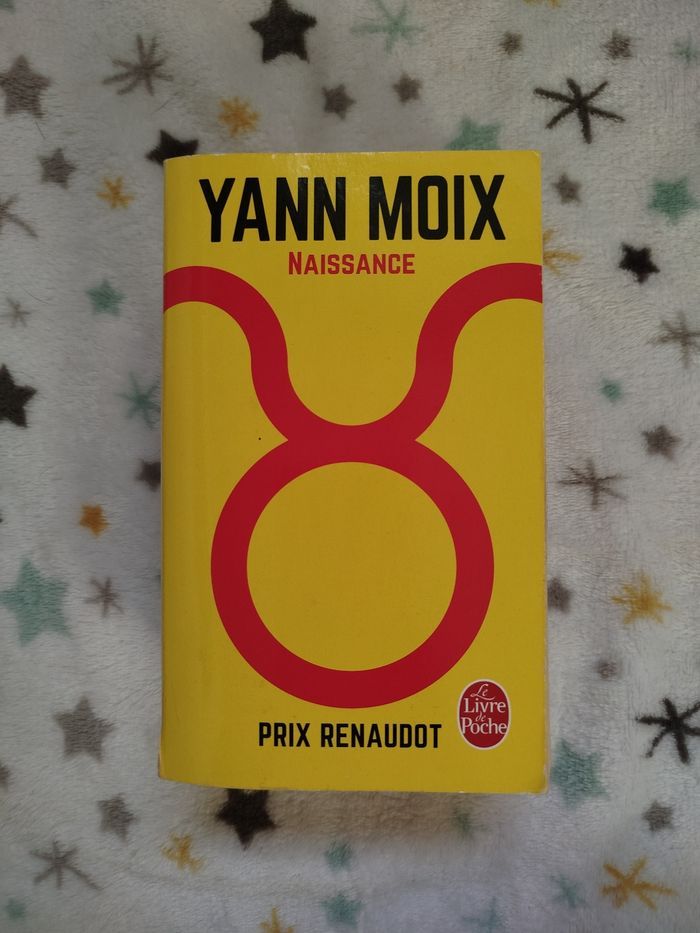 YANN MOIX
NAISSANCE
PRIX RENAUDOT
Le
Livre
de
Poche